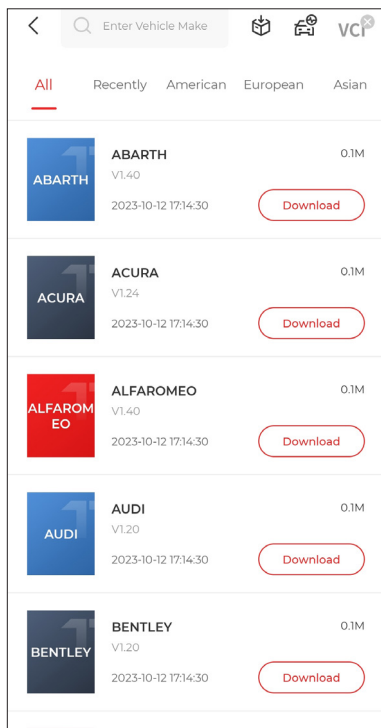 Enter Vehicle Make
VCI
All Recently American European Asian
ABARTH
ABARTH
0.1M
V1.40
2023-10-12 17:14:30
Download
ACURA
ACURA
0.1M
V1.24
2023-10-12 17:14:30
Download
ALFAROM
EO
ALFAROMEO
0.1M
V1.40
2023-10-12 17:14:30
Download
AUDI
AUDI
0.1M
V1.20
2023-10-12 17:14:30
Download
BENTLEY
BENTLEY
0.1M
V1.20
2023-10-12 17:14:30
Download